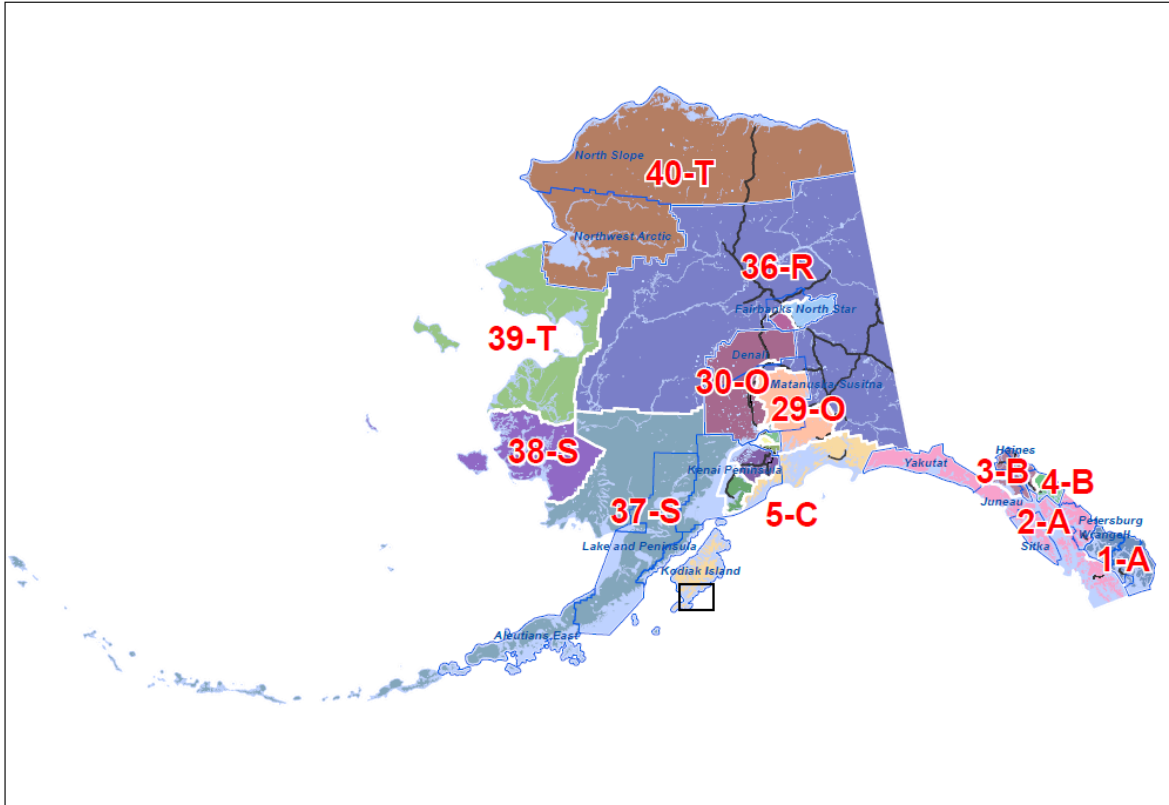 North Slope
40-T
Northwest Arctic
36-R
Fairbanks North Star
39-T
Denali
30-O
Matanuska Susitna
29-O
38-S
Kenai Peninsula
Haines
Yakutat
3-B
4-B
Juneau
37-S
5-C
2-A
Petersburg
Wrangell
Lake and Peninsula
Sitka
1-A
Kodiak Island
Aleutians East